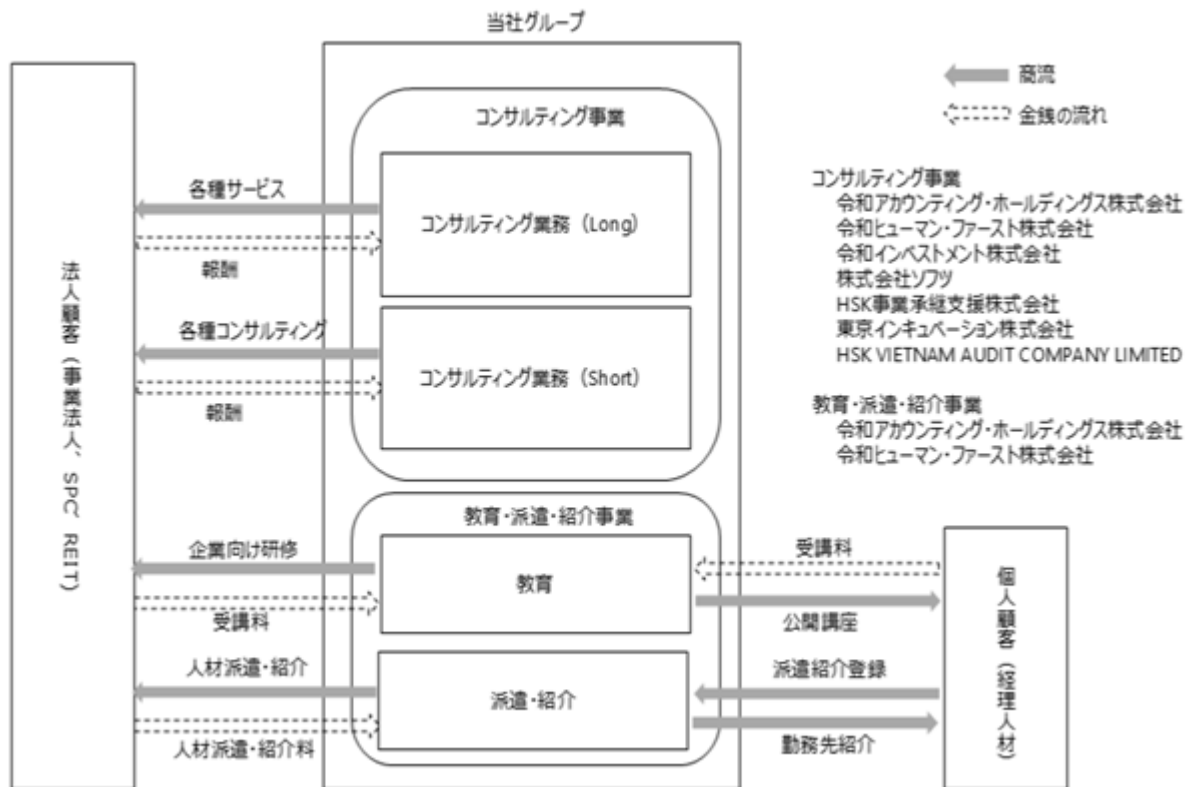 当社グループ
商流
金銭の流れ
コンサルティング事業
各種サービス
コンサルティング業務（Long）
報酬
各種コンサルティング
コンサルティング業務（Short）
報酬
法人顧客（事業法人、SPC、REIT）
教育・派遣・紹介事業
企業向け研修
教育
受講料
人材派遣・紹介
派遣・紹介
人材派遣・紹介料
受講料
公開講座
派遣紹介登録
勤務先紹介
個人顧客（経理人材）
コンサルティング事業
令和アカウンティング・ホールディングス株式会社
令和ヒューマン・ファースト株式会社
令和インベストメント株式会社
株式会社ソフツ
HSK事業承継支援株式会社
東京インキュベーション株式会社
HSK VIETNAM AUDIT COMPANY LIMITED
教育・派遣・紹介事業
令和アカウンティング・ホールディングス株式会社
令和ヒューマン・ファースト株式会社